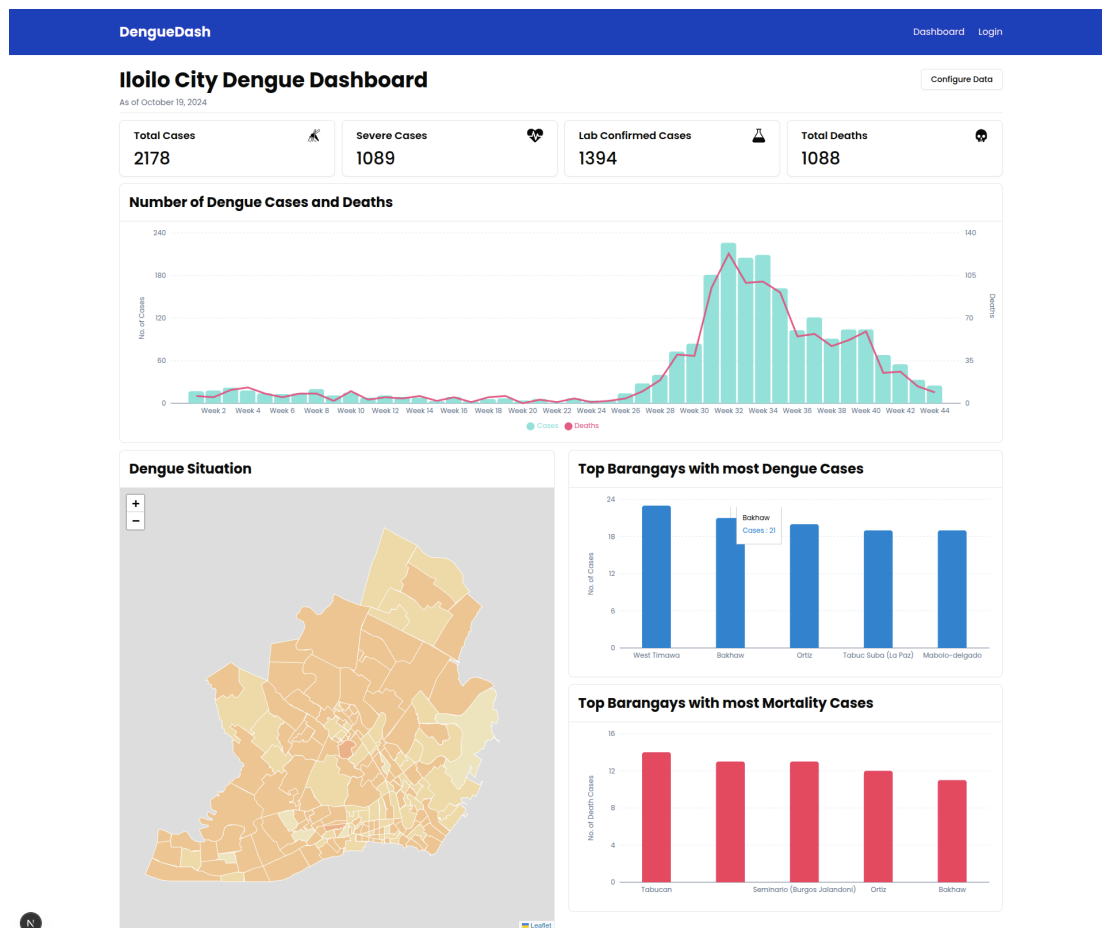 DengueDash
Dashboard Login
Iloilo City Dengue Dashboard
Configure Data
As of October 19, 2024
Total Cases
2178
Severe Cases
1089
Lab Confirmed Cases
1394
Total Deaths
1088
Number of Dengue Cases and Deaths
240
180
120
60
0
No. of Cases
140
105
70
35
0
Deaths
Week 2 Week 4 Week 6 Week 8 Week 10 Week 12 Week 14 Week 16 Week 18 Week 20 Week 22 Week 24 Week 26 Week 28 Week 30 Week 32 Week 34 Week 36 Week 38 Week 40 Week 42 Week 44
Cases Deaths
Dengue Situation
+
−
Leaflet
N
Top Barangays with most Dengue Cases
24
18
12
6
0
No. of Cases
Bakhaw
Cases : 21
West Timawa Bakhaw Ortiz Tabuc Suba (La Paz) Mabolo-delgado
Top Barangays with most Mortality Cases
16
12
8
4
0
No. of Death Cases
Tabucan Seminario (Burgos Jalandoni) Ortiz Bakhaw